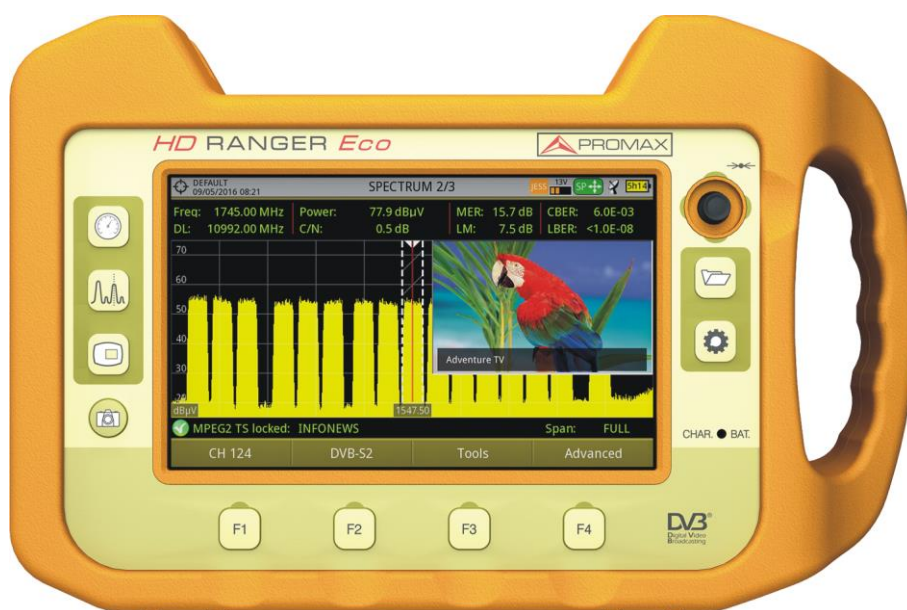 HD RANGER Eco
PROMAX
DEFAULT
09/05/2016 08:21
SPECTRUM 2/3
JESS
13V
SP
5h14
Freq: 1745.00 MHz Power: 77.9 dBµV MER: 15.7 dB CBER: 6.0E-03
DL: 10992.00 MHz C/N: 0.5 dB LM: 7.5 dB LBER: <1.0E-08
70
60
50
40
30
20
dBµV
1547.50
Adventure TV
MPEG2 TS locked: INFONEWS Span: FULL
CH 124 DVB-S2 Tools Advanced
CHAR. BAT.
F1 F2 F3 F4
DVB®
Digital Video
Broadcasting